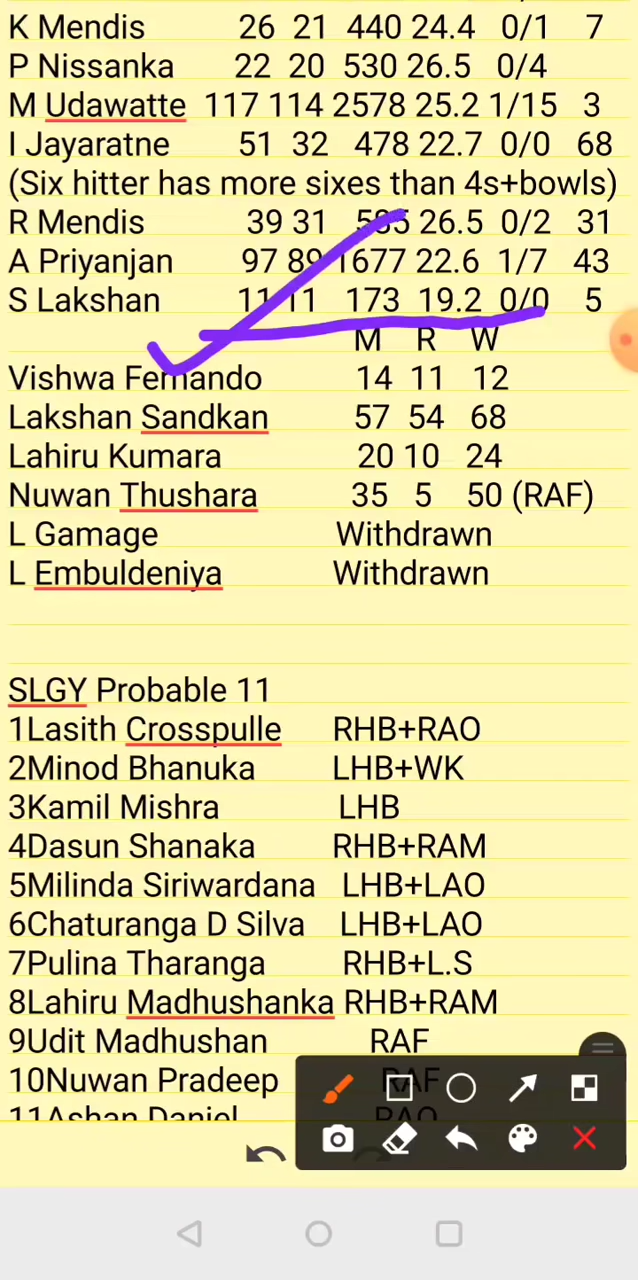 K Mendis 26 21 440 24.4 0/1 7
P Nissanka 22 20 530 26.5 0/4
M Udawatte 117 114 2578 25.2 1/15 3
I Jayaratne 51 32 478 22.7 0/0 68
(Six hitter has more sixes than 4s+bowls)
R Mendis 39 31 26.5 0/2 31
A Priyanjan 97 89 1677 22.6 1/7 43
S Lakshan 11 11 173 19.2 0/0 5
M R W
Vishwa Fernando 14 11 12
Lakshan Sandkan 57 54 68
Lahiru Kumara 20 10 24
Nuwan Thushara 35 5 50 (RAF)
L Gamage Withdrawn
L Embuldeniya Withdrawn
SLGY Probable 11
1Lasith Crosspulle RHB+RAO
2Minod Bhanuka LHB+WK
3Kamil Mishra LHB
4Dasun Shanaka RHB+RAM
5Milinda Siriwardana LHB+LAO
6Chaturanga D Silva LHB+LAO
7Pulina Tharanga RHB+L.S
8Lahiru Madhushanka RHB+RAM
9Udit Madhushan RAF
10Nuwan Pradeep RAF
11Ashan Daniel RAO